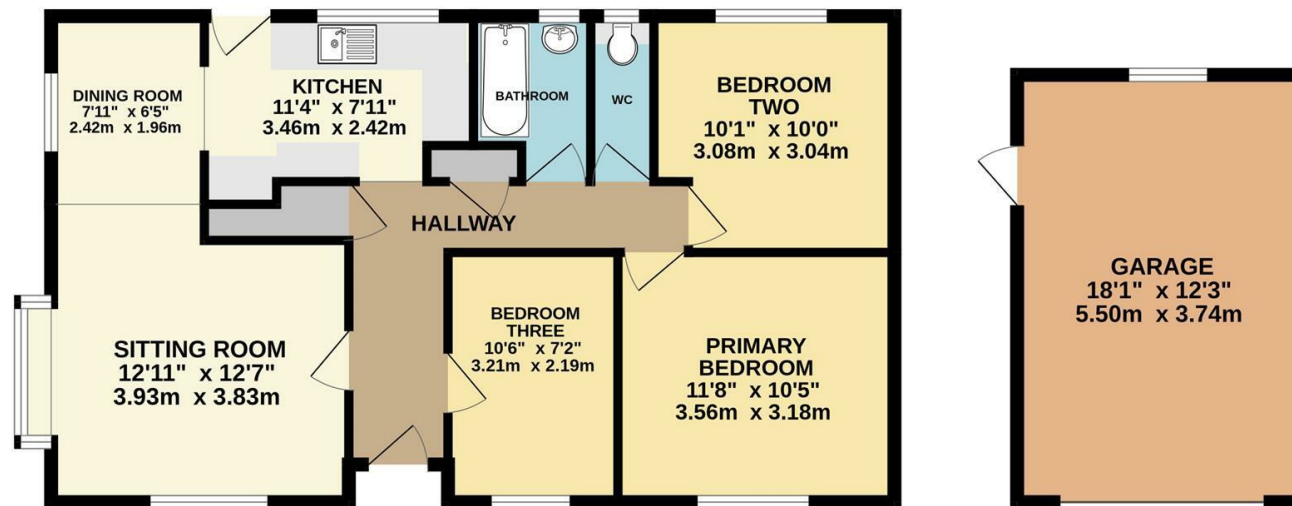 DINING ROOM
7'11" x 6'5"
2.42m x 1.96m
KITCHEN
11'4" x 7'11"
3.46m x 2.42m
BATHROOM
WC
BEDROOM
TWO
10'1" x 10'0"
3.08m x 3.04m
HALLWAY
SITTING ROOM
12'11" x 12'7"
3.93m x 3.83m
BEDROOM
THREE
10'6" x 7'2"
3.21m x 2.19m
PRIMARY
BEDROOM
11'8" x 10'5"
3.56m x 3.18m
GARAGE
18'1" x 12'3"
5.50m x 3.74m